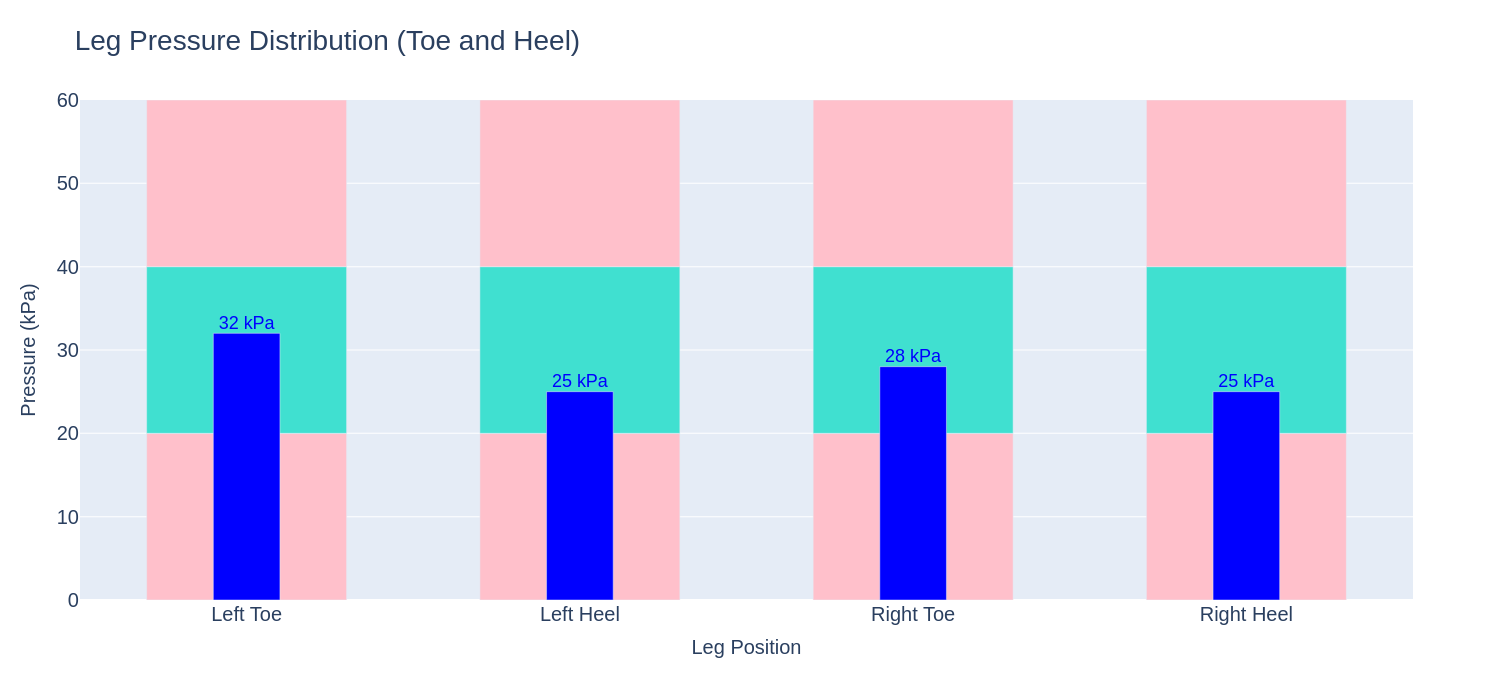 Leg Pressure Distribution (Toe and Heel)
60
50
40
30
20
10
0
Pressure (kPa)
32 kPa
25 kPa
28 kPa
25 kPa
Left Toe
Left Heel
Right Toe
Right Heel
Leg Position